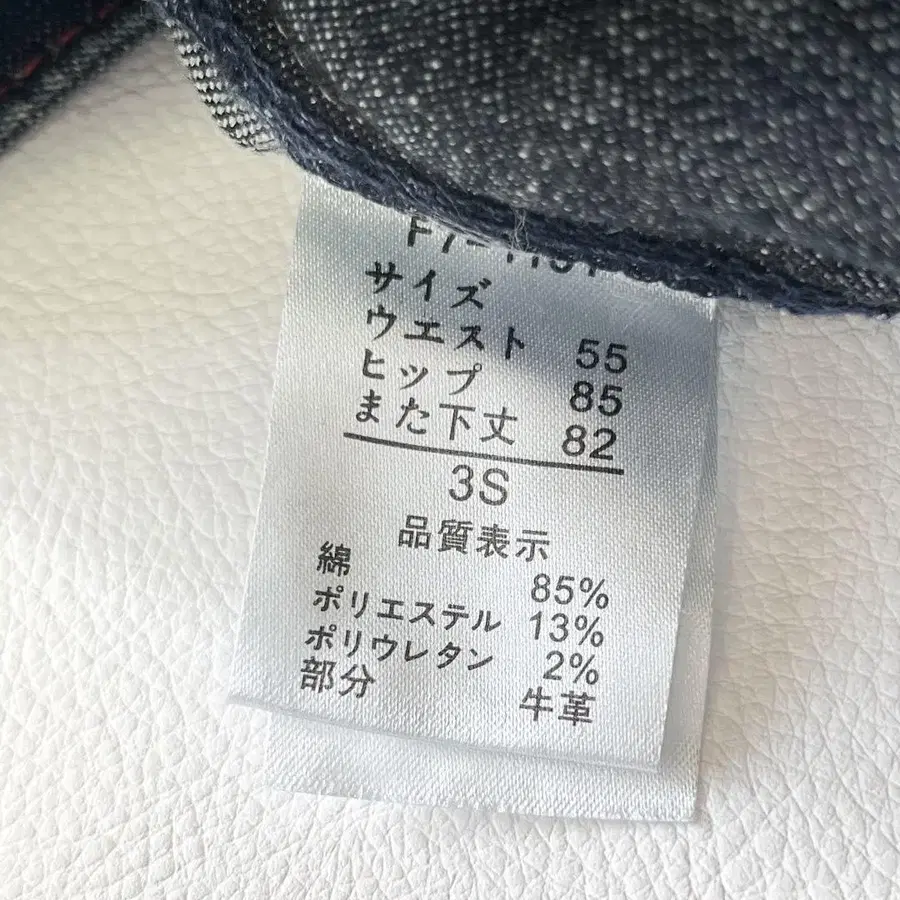 サイズ
ウエスト 55
ヒップ 85
また下丈 82
3S
品質表示
綿 85%
ポリエステル 13%
ポリウレタン 2%
部分 牛革